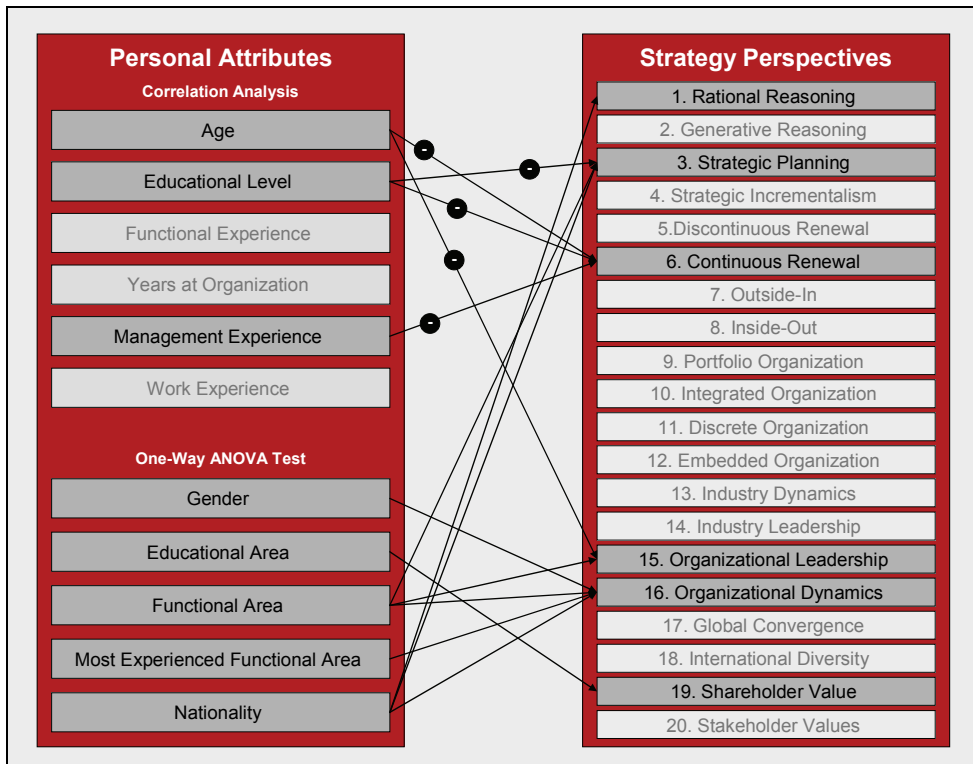 Personal Attributes
Correlation Analysis
Age
Educational Level
Functional Experience
Years at Organization
Management Experience
Work Experience
One-Way ANOVA Test
Gender
Educational Area
Functional Area
Most Experienced Functional Area
Nationality
-
-
-
-
-
Strategy Perspectives
1. Rational Reasoning
2. Generative Reasoning
3. Strategic Planning
4. Strategic Incrementalism
5.Discontinuous Renewal
6. Continuous Renewal
7. Outside-In
8. Inside-Out
9. Portfolio Organization
10. Integrated Organization
11. Discrete Organization
12. Embedded Organization
13. Industry Dynamics
14. Industry Leadership
15. Organizational Leadership
16. Organizational Dynamics
17. Global Convergence
18. International Diversity
19. Shareholder Value
20. Stakeholder Values